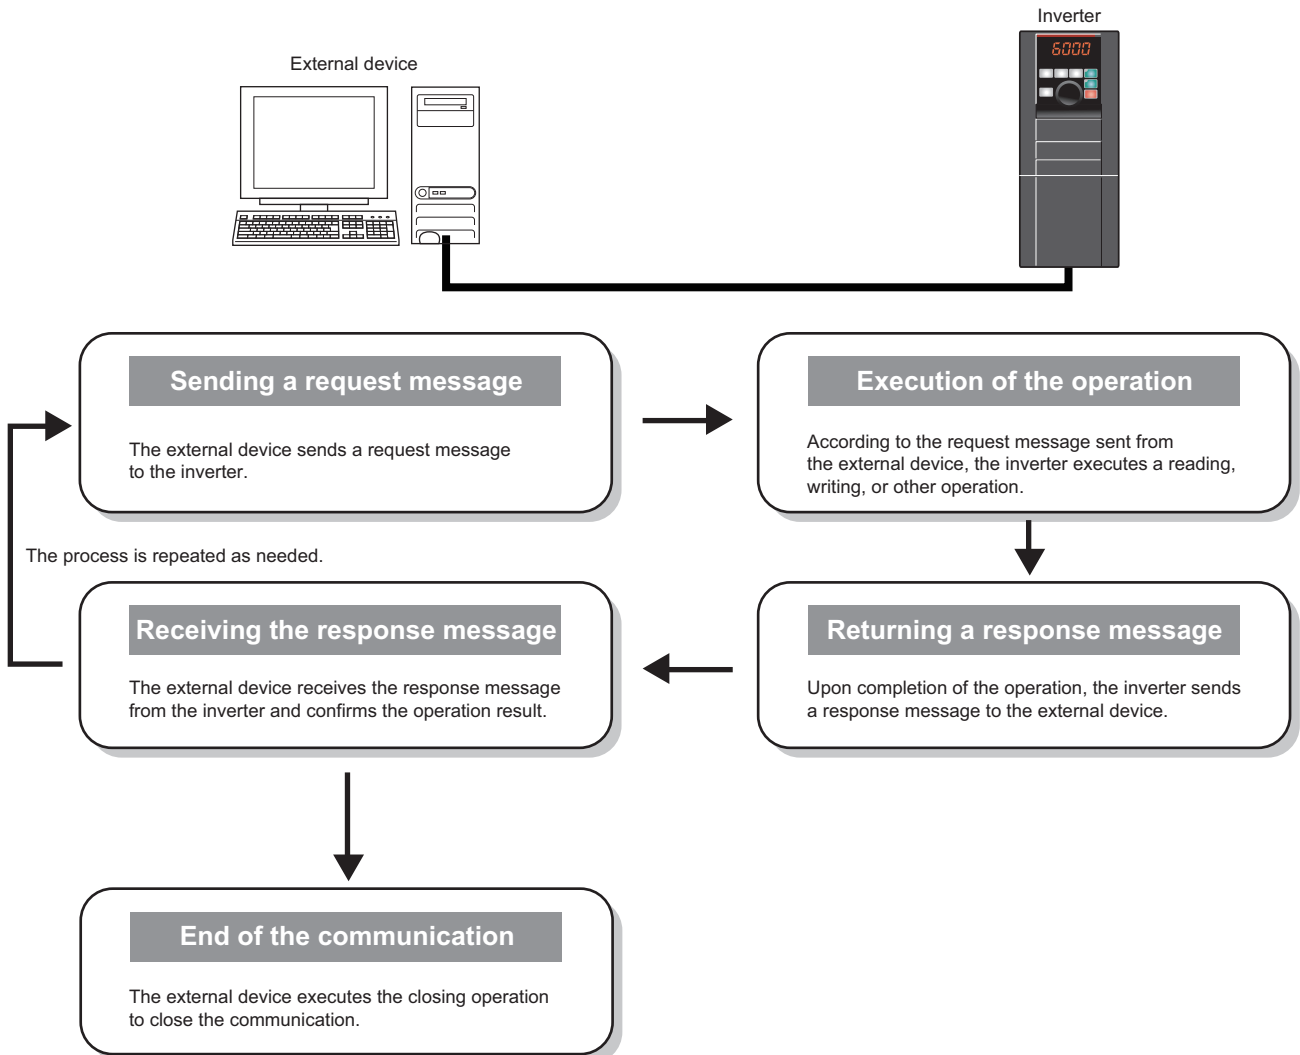 Inverter
6000
External device
Sending a request message
The external device sends a request message
to the inverter.
Execution of the operation
According to the request message sent from
the external device, the inverter executes a reading,
writing, or other operation.
The process is repeated as needed.
Receiving the response message
The external device receives the response message
from the inverter and confirms the operation result.
Returning a response message
Upon completion of the operation, the inverter sends
a response message to the external device.
End of the communication
The external device executes the closing operation
to close the communication.